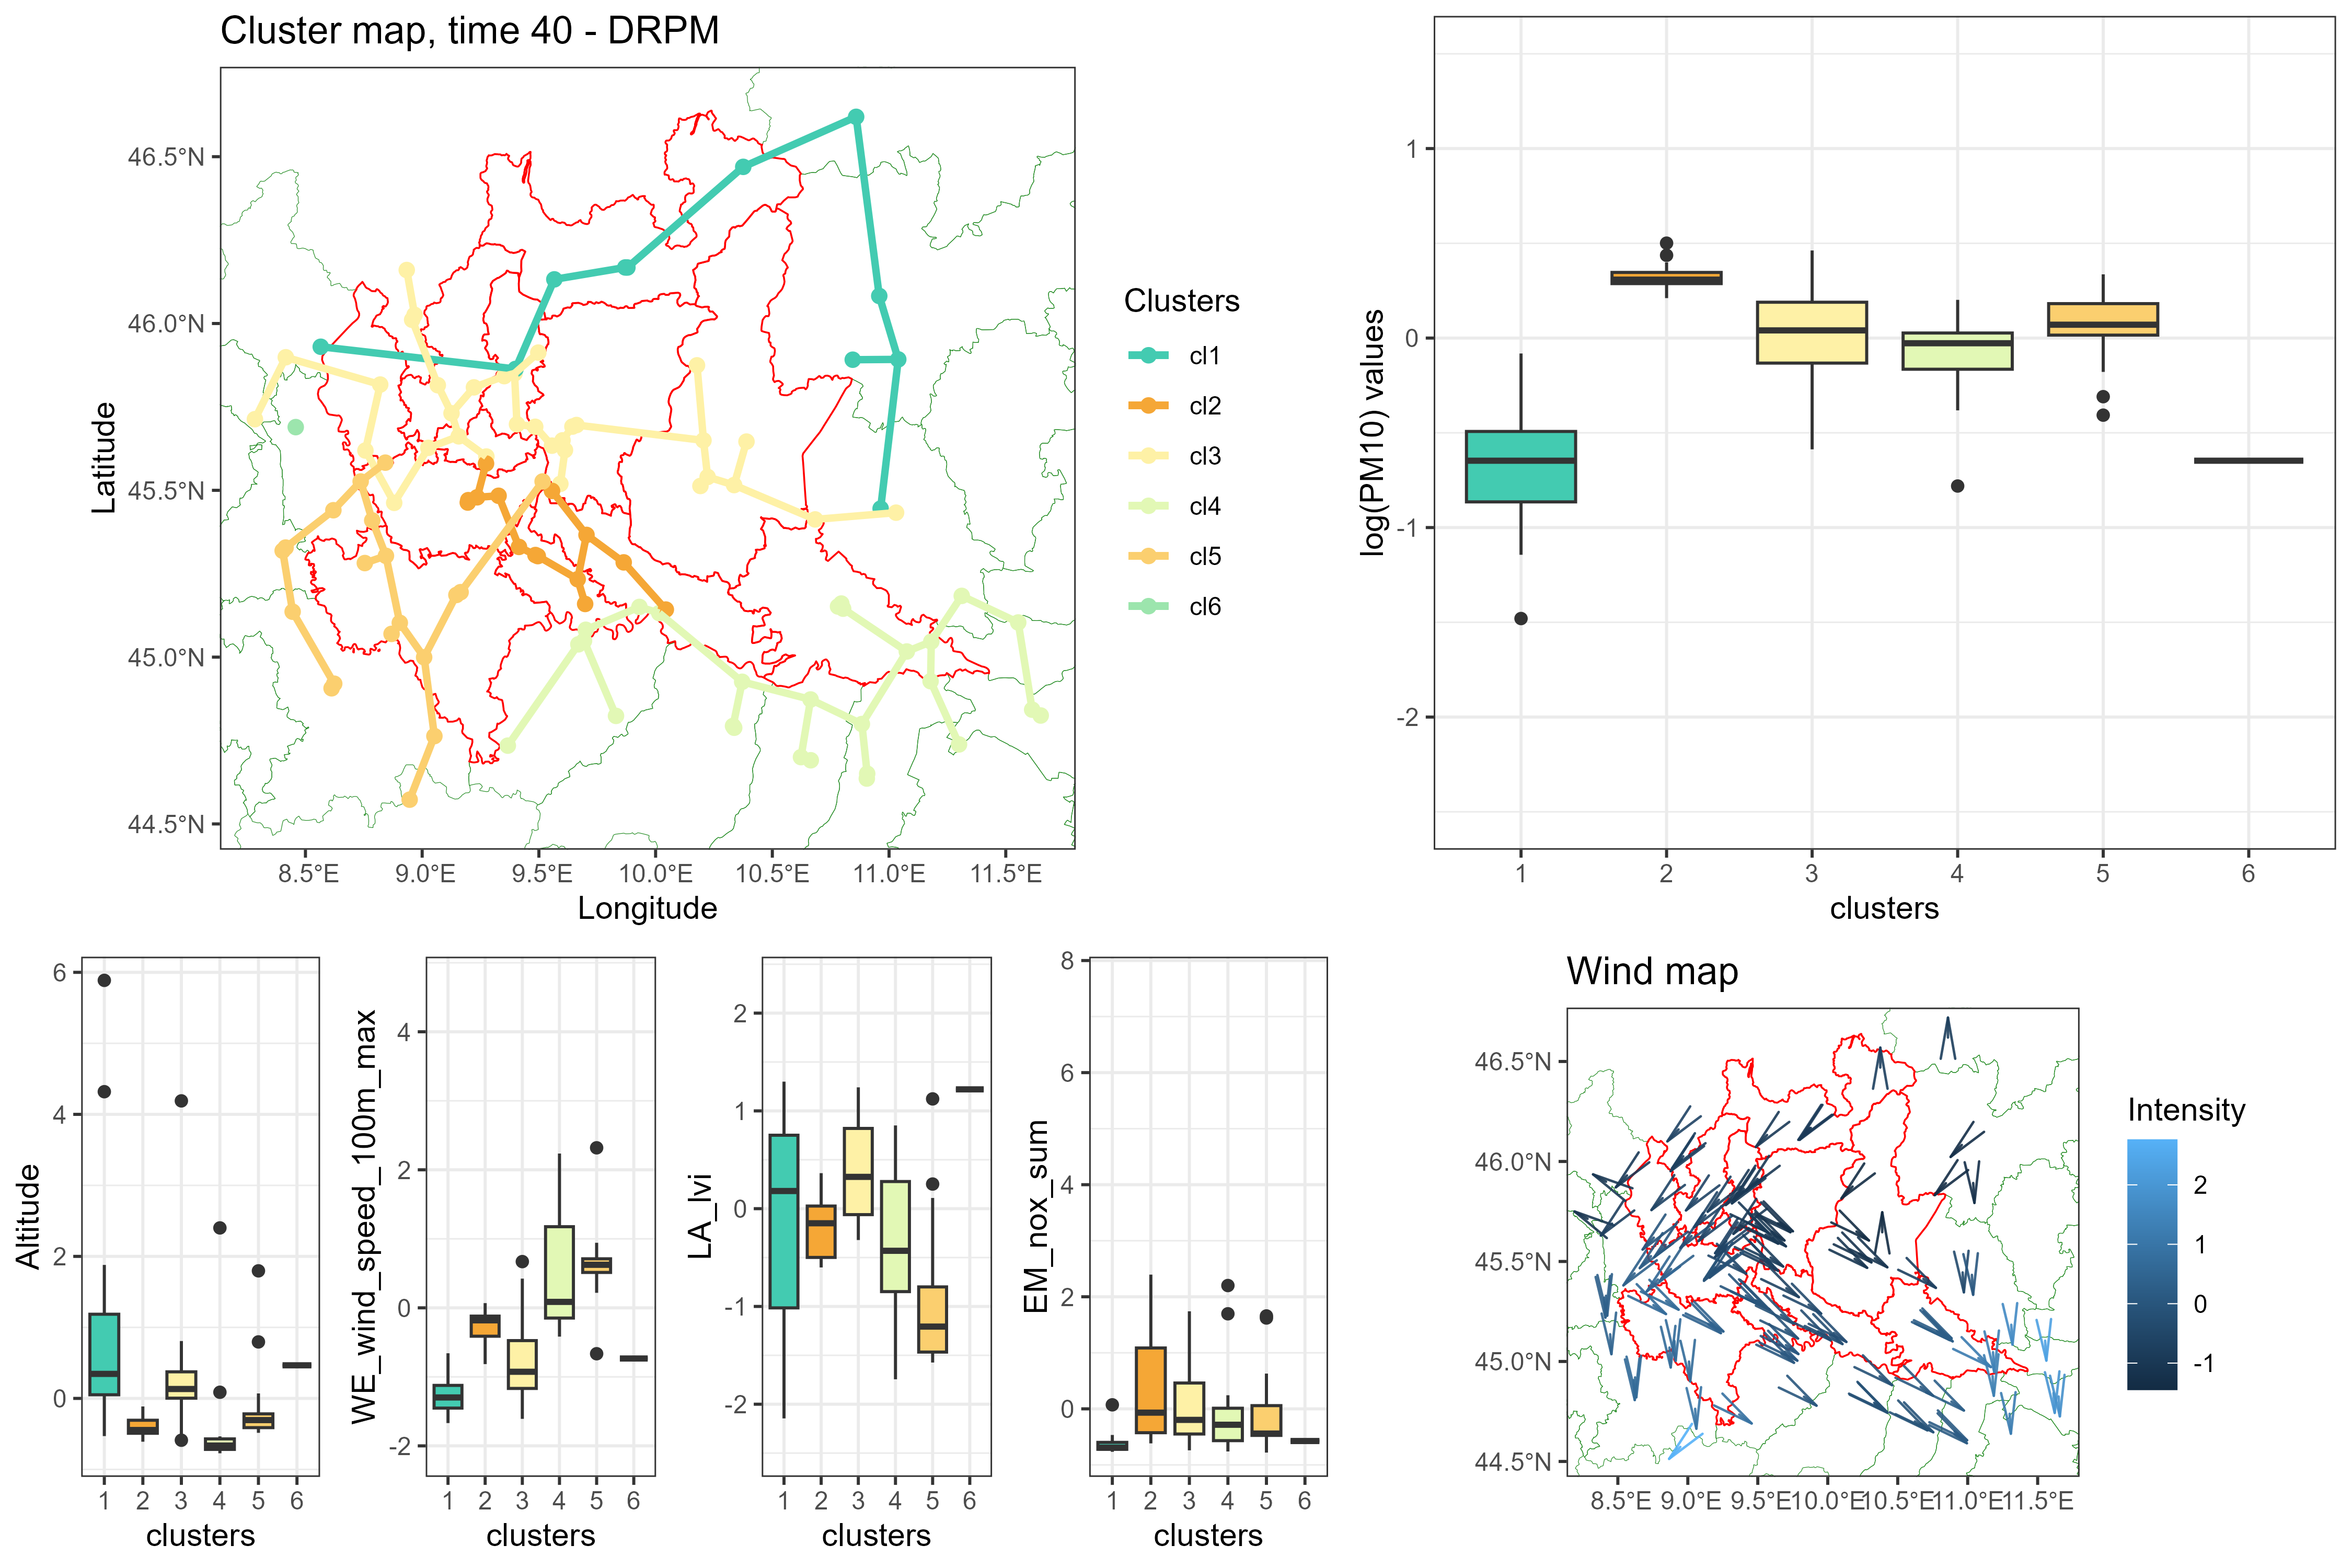 Cluster map, time 40 - DRPM
Latitude
46.5°N
46.0°N
45.5°N
45.0°N
44.5°N
8.5°E 9.0°E 9.5°E 10.0°E 10.5°E 11.0°E 11.5°E
Longitude
Clusters
cl1
cl2
cl3
cl4
cl5
cl6
log(PM10) values
1
0
-1
-2
1 2 3 4 5 6
clusters
Altitude
6
4
2
0
1 2 3 4 5 6
clusters
WE_wind_speed_100m_max
4
2
0
-2
1 2 3 4 5 6
clusters
LA_lvi
2
1
0
-1
-2
1 2 3 4 5 6
clusters
EM_nox_sum
8
6
4
2
0
1 2 3 4 5 6
clusters
Wind map
46.5°N
46.0°N
45.5°N
45.0°N
44.5°N
8.5°E 9.0°E 9.5°E 10.0°E 10.5°E 11.0°E 11.5°E
Intensity
2
1
0
-1